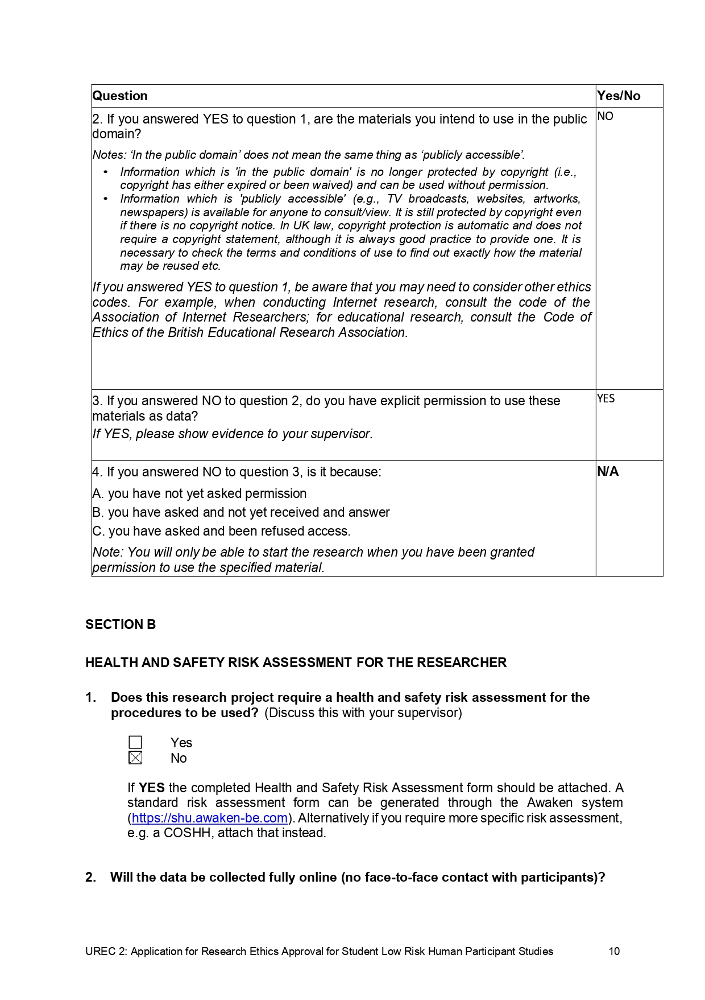 Question Yes/No
2. If you answered YES to question 1, are the materials you intend to use in the public NO
domain?
Notes: ‘In the public domain’ does not mean the same thing as ‘publicly accessible’.
• Information which is 'in the public domain' is no longer protected by copyright (i.e.,
copyright has either expired or been waived) and can be used without permission.
• Information which is 'publicly accessible' (e.g., TV broadcasts, websites, artworks,
newspapers) is available for anyone to consult/view. It is still protected by copyright even
if there is no copyright notice. In UK law, copyright protection is automatic and does not
require a copyright statement, although it is always good practice to provide one. It is
necessary to check the terms and conditions of use to find out exactly how the material
may be reused etc.
If you answered YES to question 1, be aware that you may need to consider other ethics
codes. For example, when conducting Internet research, consult the code of the
Association of Internet Researchers; for educational research, consult the Code of
Ethics of the British Educational Research Association.
3. If you answered NO to question 2, do you have explicit permission to use these YES
materials as data?
If YES, please show evidence to your supervisor.
4. If you answered NO to question 3, is it because: N/A
A. you have not yet asked permission
B. you have asked and not yet received and answer
C. you have asked and been refused access.
Note: You will only be able to start the research when you have been granted
permission to use the specified material.
SECTION B
HEALTH AND SAFETY RISK ASSESSMENT FOR THE RESEARCHER
1. Does this research project require a health and safety risk assessment for the
procedures to be used? (Discuss this with your supervisor)
☐ Yes
☒ No
If YES the completed Health and Safety Risk Assessment form should be attached. A
standard risk assessment form can be generated through the Awaken system
(https://shu.awaken-be.com). Alternatively if you require more specific risk assessment,
e.g. a COSHH, attach that instead.
2. Will the data be collected fully online (no face-to-face contact with participants)?
UREC 2: Application for Research Ethics Approval for Student Low Risk Human Participant Studies 10